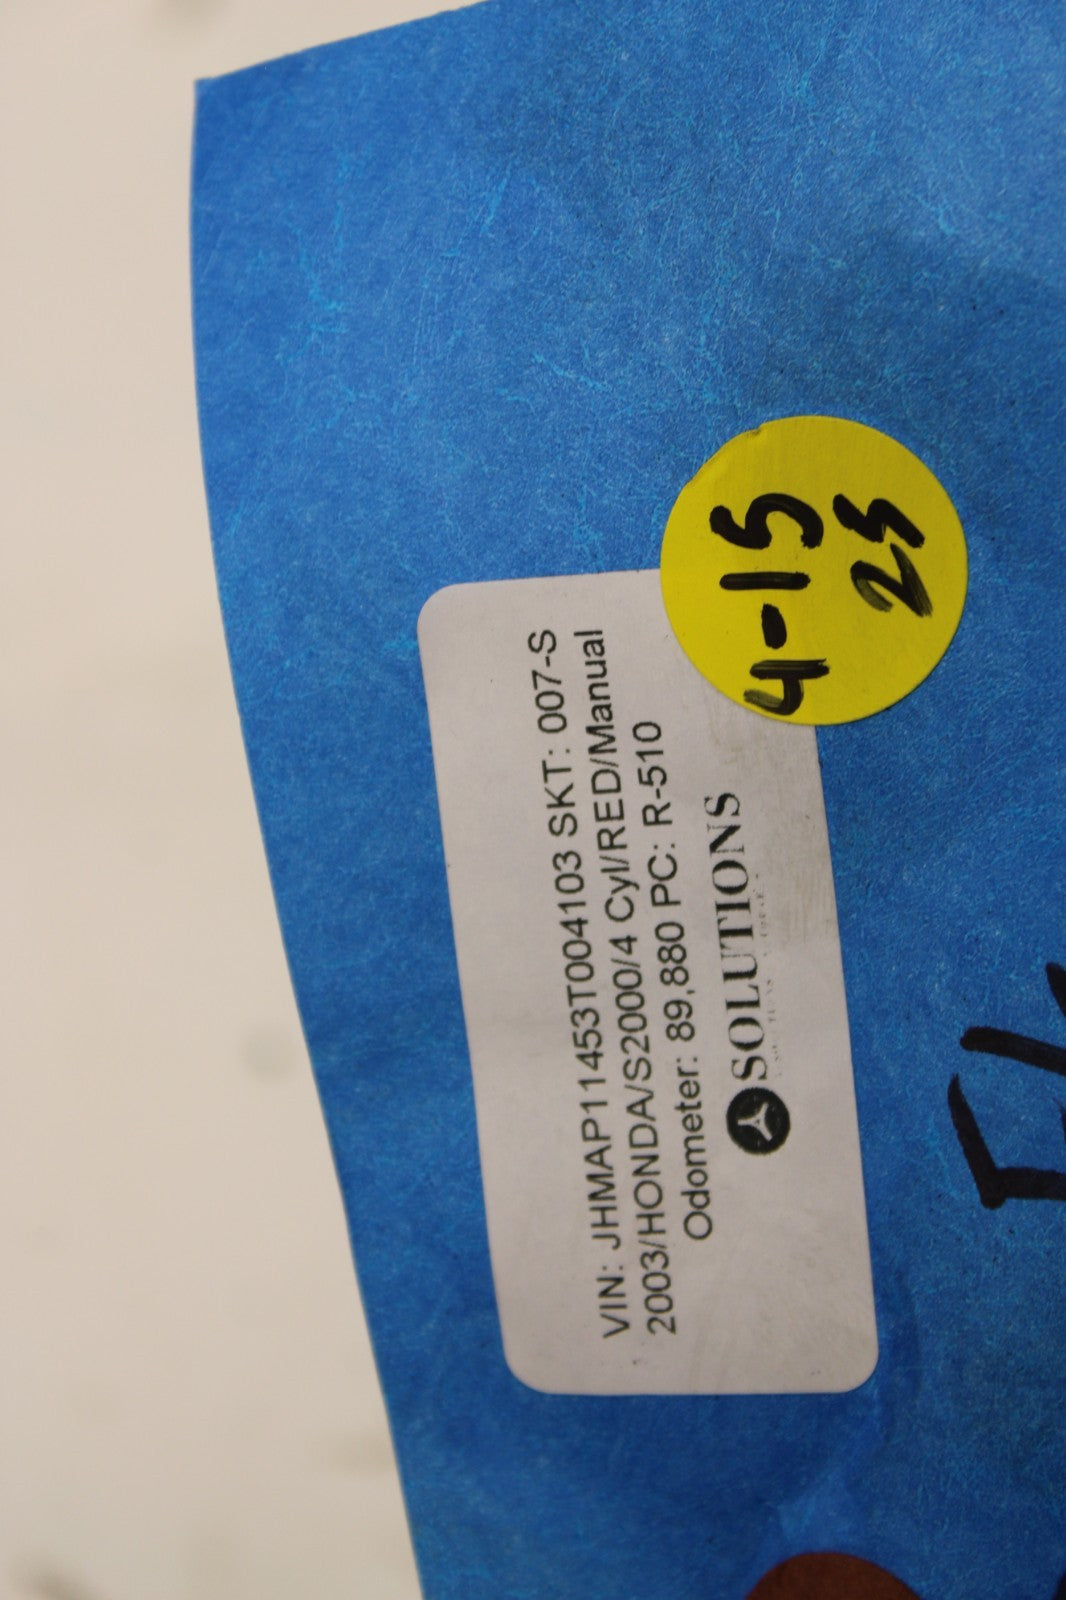 VIN: JHMAP11453T004103 SKT: 007-S
2003/HONDA/S2000/4 Cyl/RED/Manual
Odometer: 89,880 PC: R-510
SOLUTIONS
4-15
25